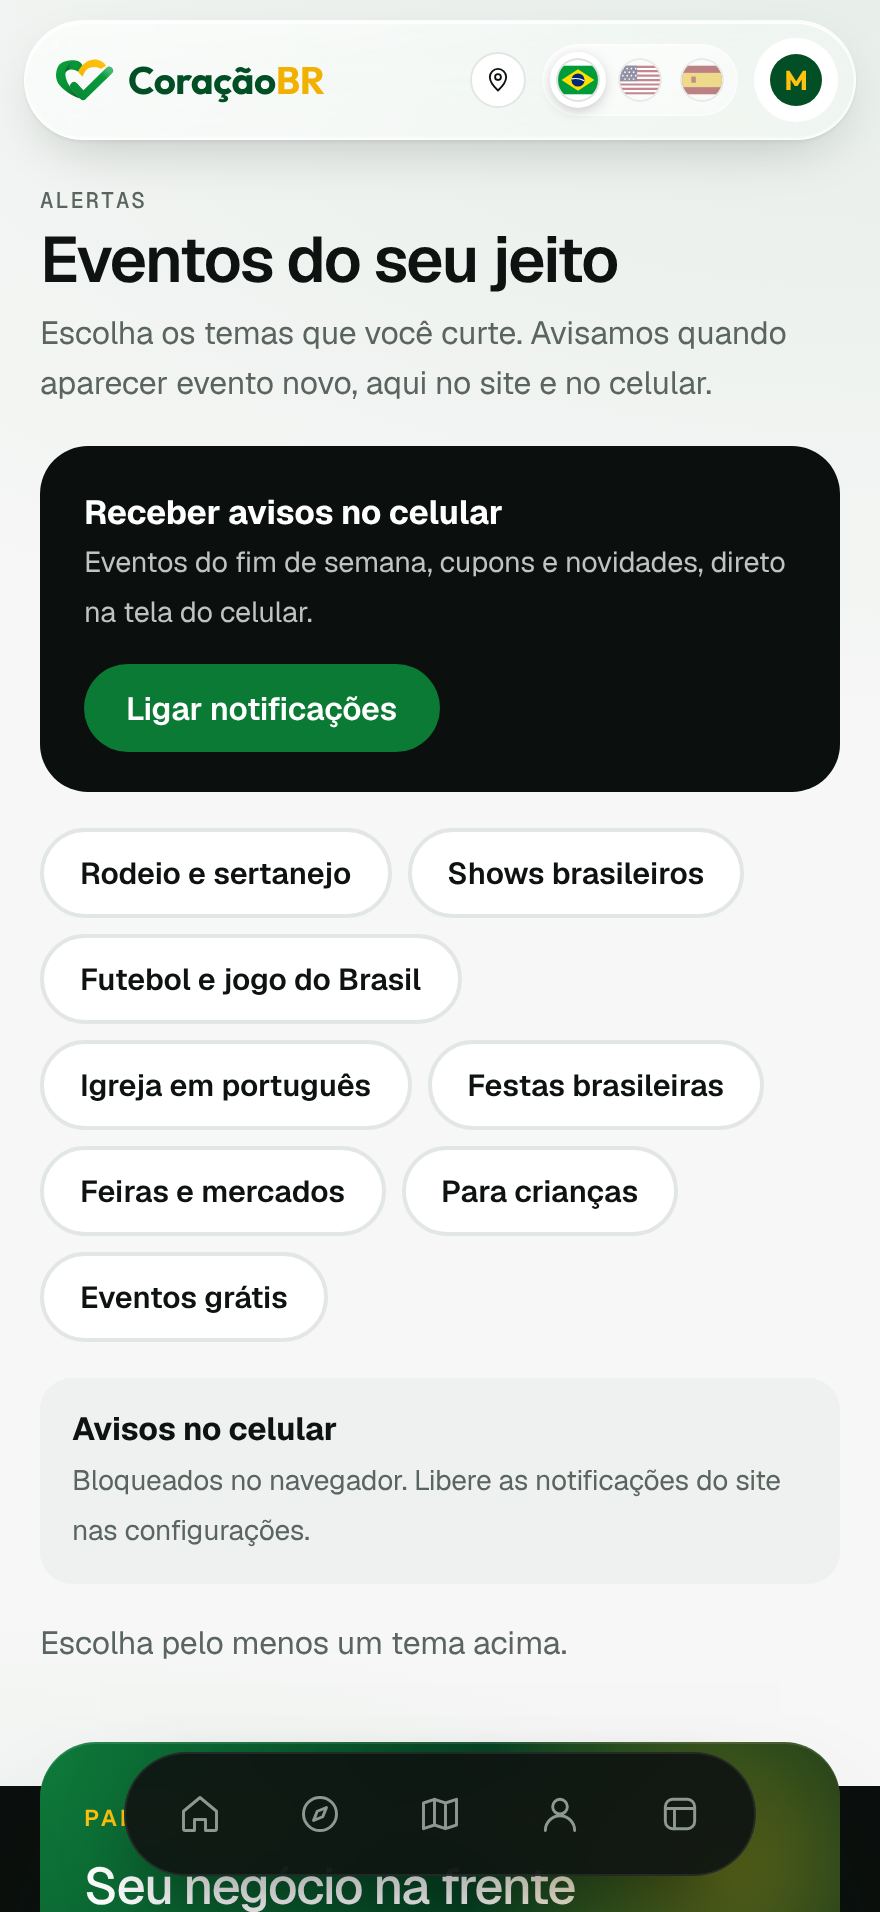 CoraçãoBR
M
ALERTAS
Eventos do seu jeito
Escolha os temas que você curte. Avisamos quando
aparecer evento novo, aqui no site e no celular.
Receber avisos no celular
Eventos do fim de semana, cupons e novidades, direto
na tela do celular.
Ligar notificações
Rodeio e sertanejo
Shows brasileiros
Futebol e jogo do Brasil
Igreja em português
Festas brasileiras
Feiras e mercados
Para crianças
Eventos grátis
Avisos no celular
Bloqueados no navegador. Libere as notificações do site
nas configurações.
Escolha pelo menos um tema acima.
Seu negócio na frente